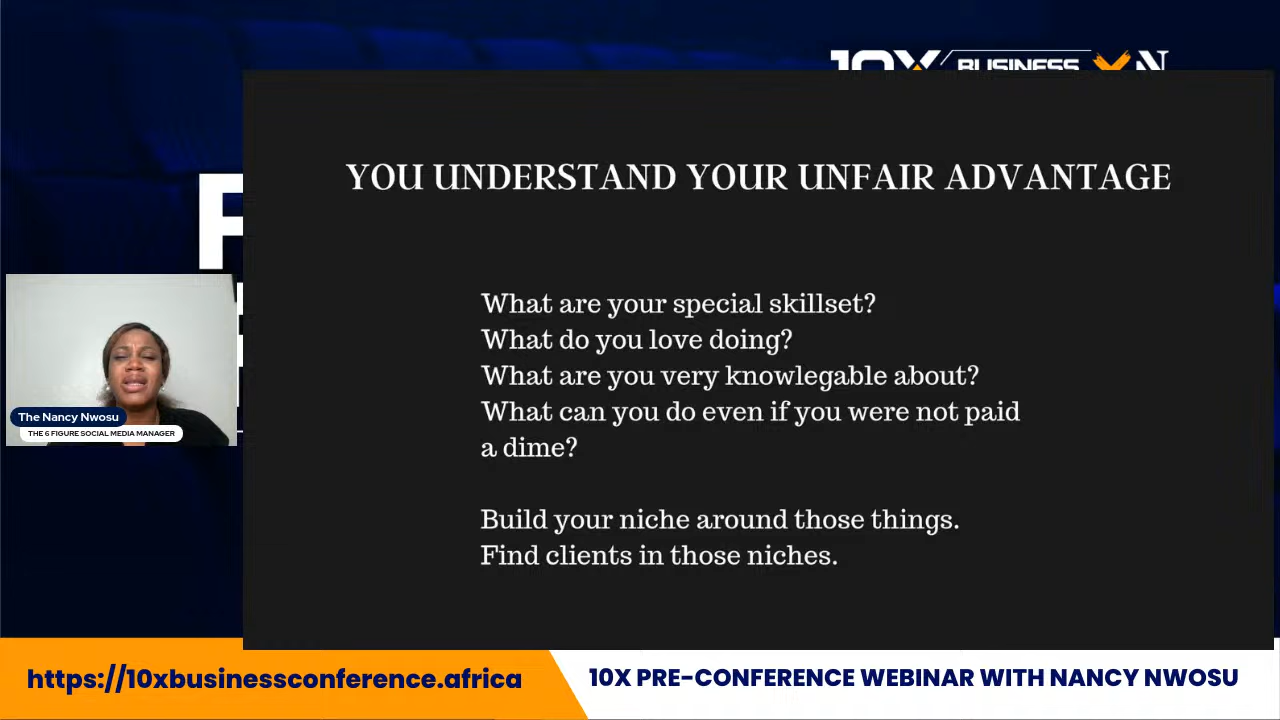 10X BUSINESS
YOU UNDERSTAND YOUR UNFAIR ADVANTAGE
What are your special skillset?
What do you love doing?
What are you very knowlegable about?
What can you do even if you were not paid
a dime?
Build your niche around those things.
Find clients in those niches.
The Nancy Nwosu
THE 6 FIGURE SOCIAL MEDIA MANAGER
https://10xbusinessconference.africa
10X PRE-CONFERENCE WEBINAR WITH NANCY NWOSU